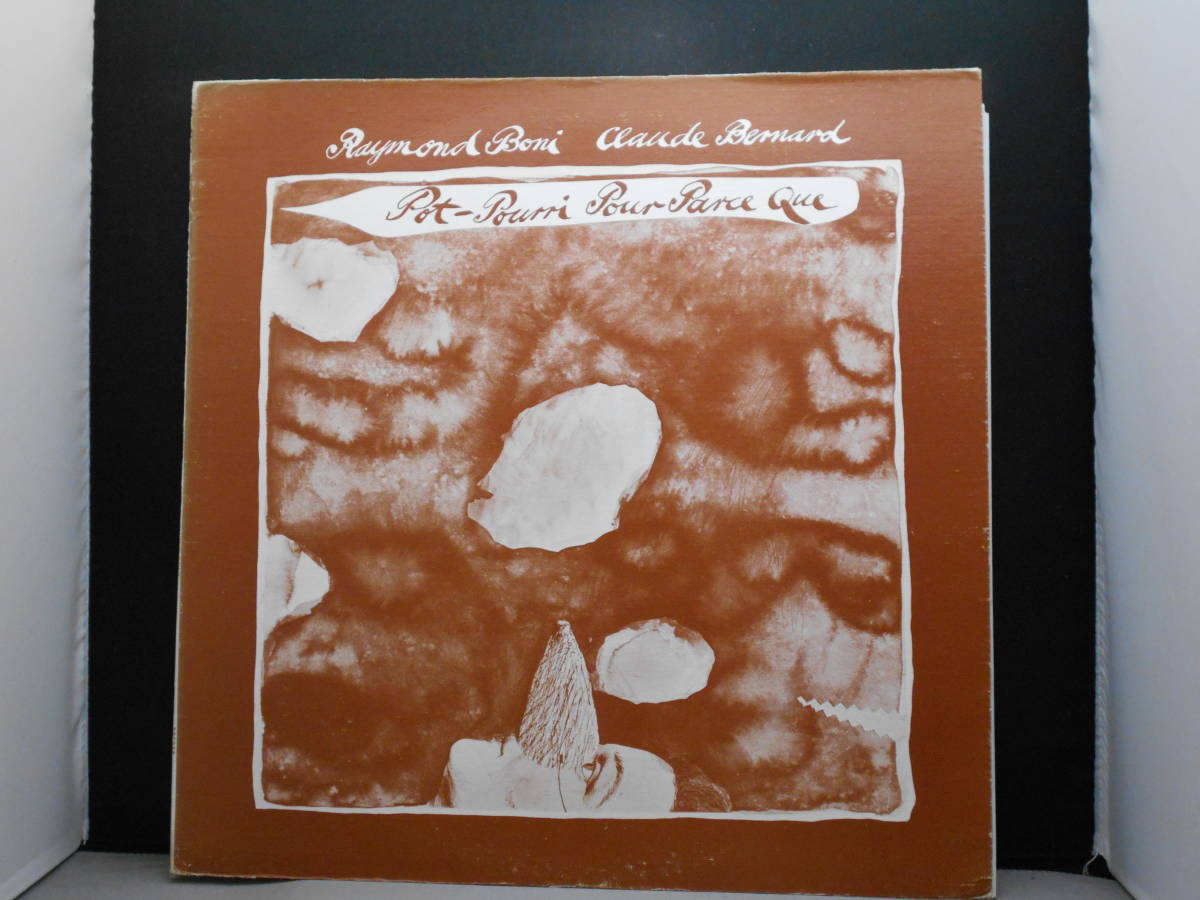 Raymond Boni Claude Bernard
Pot-Pourri Pour Parce Que